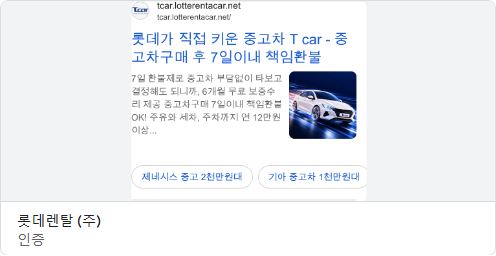 Tcar
tcar.lotterentacar.net
tcar.lotterentacar.net/
롯데가 직접 키운 중고차 T car - 중
고차구매 후 7일이내 책임환불
7일 환불제로 중고차 부담없이 타보고
결정해도 되니까, 6개월 무료 보증수
리 제공 중고차구매 7일이내 책임환불
OK! 주유와 세차, 주차까지 연 12만원
이상...
제네시스 중고 2천만원대
기아 중고차 1천만원대
롯데렌탈 (주)
인증